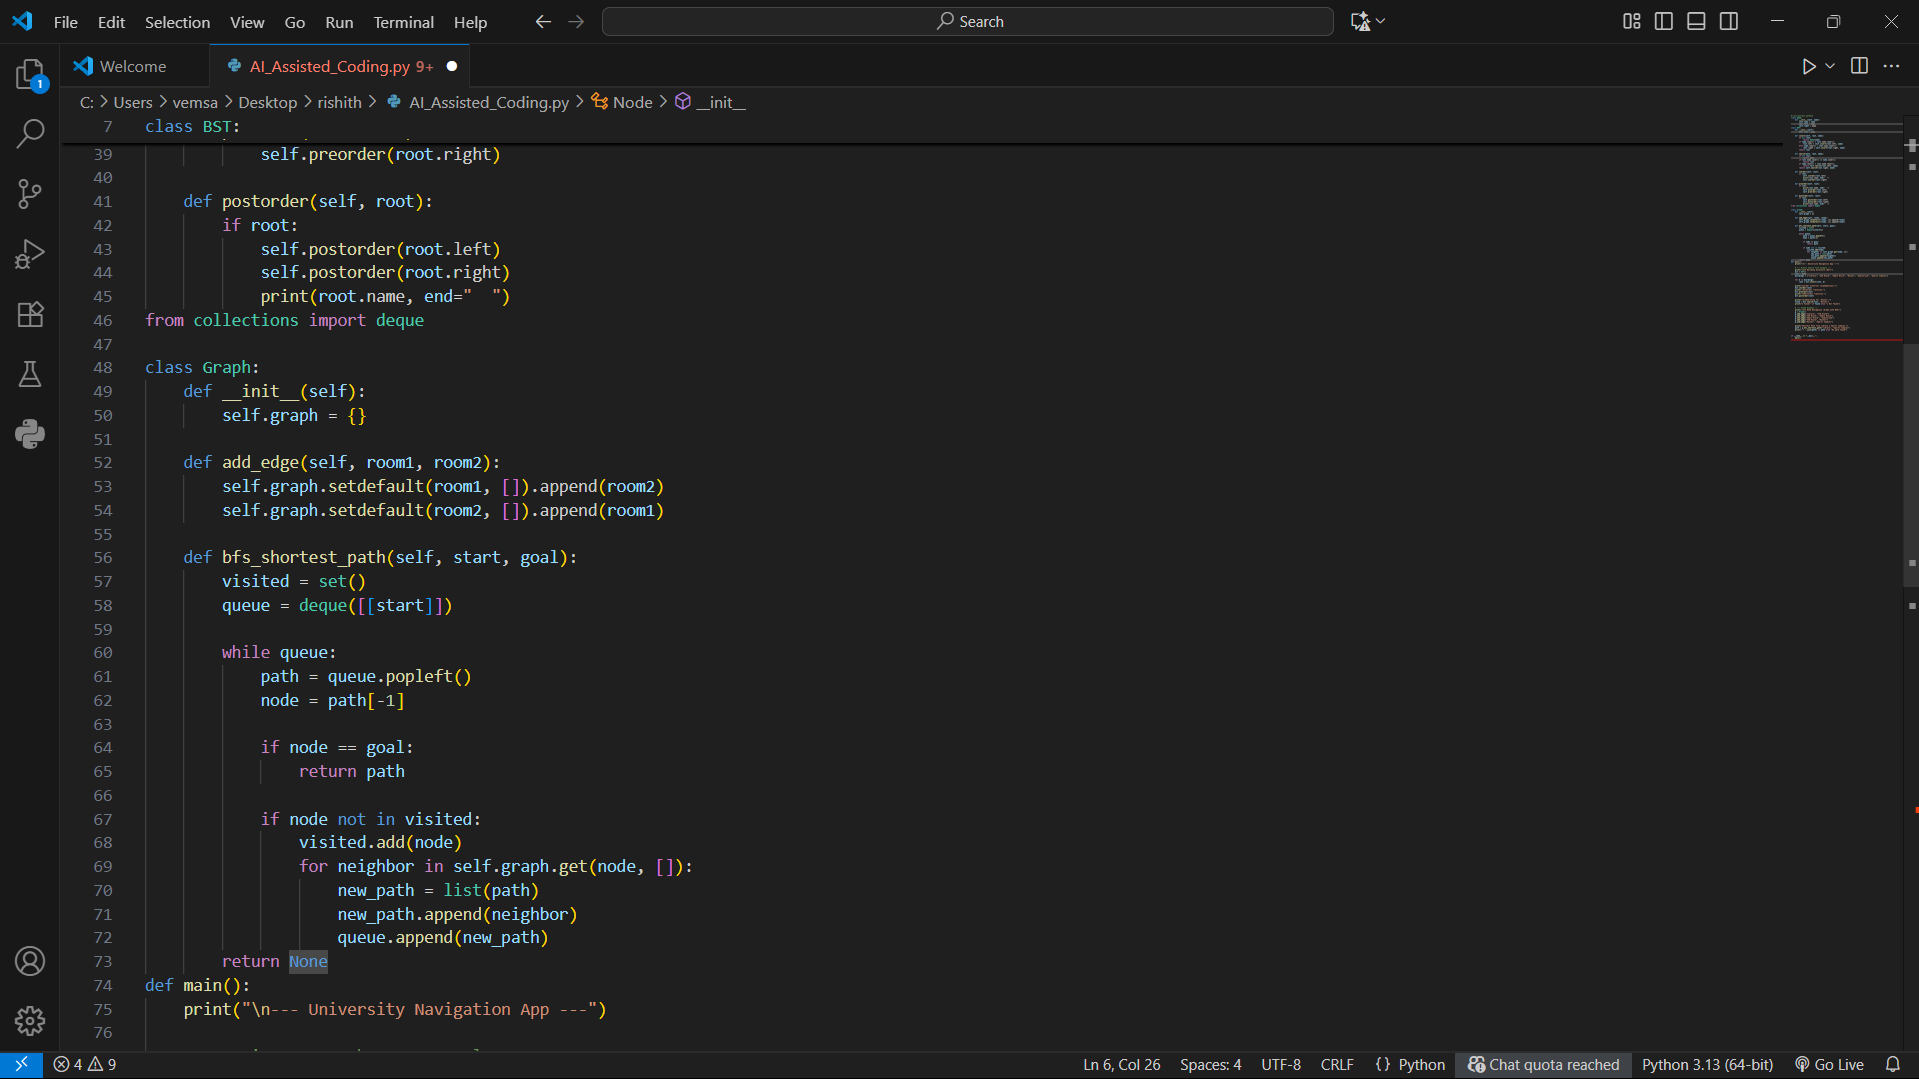 File Edit Selection View Go Run Terminal Help Search
Welcome AI_Assisted_Coding.py 9+
C: > Users > vemsa > Desktop > rishith > AI_Assisted_Coding.py > Node > __init__
1
7 class BST:
39 self.preorder(root.right)
40
41 def postorder(self, root):
42 if root:
43 self.postorder(root.left)
44 self.postorder(root.right)
45 print(root.name, end="  ")
46 from collections import deque
47
48 class Graph:
49 def __init__(self):
50 self.graph = {}
51
52 def add_edge(self, room1, room2):
53 self.graph.setdefault(room1, []).append(room2)
54 self.graph.setdefault(room2, []).append(room1)
55
56 def bfs_shortest_path(self, start, goal):
57 visited = set()
58 queue = deque([[start]])
59
60 while queue:
61 path = queue.popleft()
62 node = path[-1]
63
64 if node == goal:
65 return path
66
67 if node not in visited:
68 visited.add(node)
69 for neighbor in self.graph.get(node, []):
70 new_path = list(path)
71 new_path.append(neighbor)
72 queue.append(new_path)
73 return None
74 def main():
75 print("\n--- University Navigation App ---")
76
4 9 Ln 6, Col 26 Spaces: 4 UTF-8 CRLF {} Python Chat quota reached Python 3.13 (64-bit) Go Live